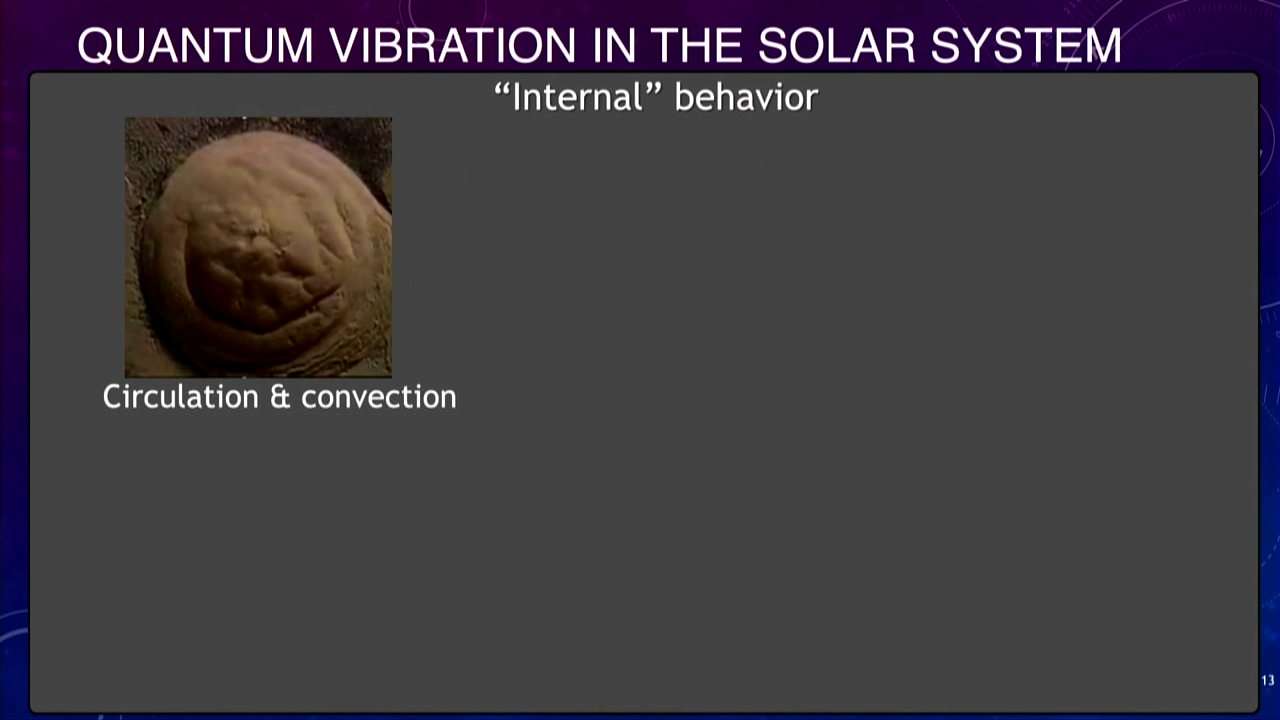 QUANTUM VIBRATION IN THE SOLAR SYSTEM
“Internal” behavior
Circulation & convection
13